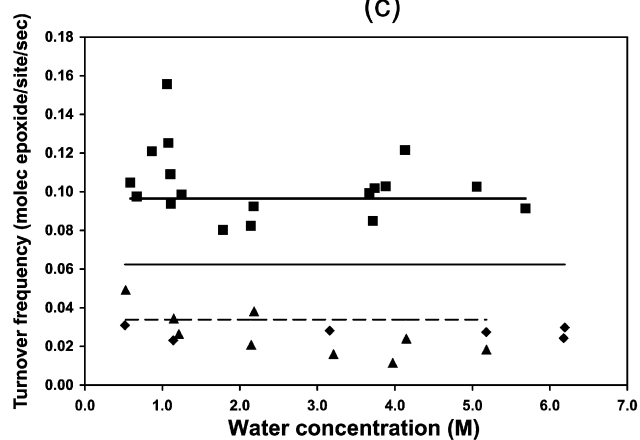 (c)
Turnover frequency (molec epoxide/site/sec)
0.18
0.16
0.14
0.12
0.10
0.08
0.06
0.04
0.02
0.00
0.0 1.0 2.0 3.0 4.0 5.0 6.0 7.0
Water concentration (M)